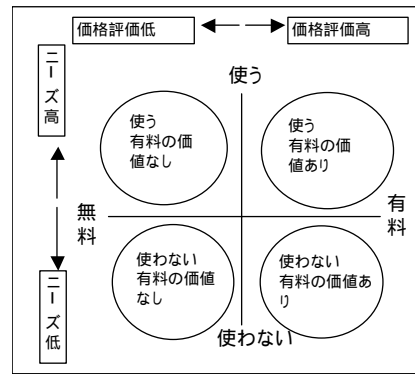 価格評価低
価格評価高
ニーズ高
使う
使う
有料の価
値なし
使う
有料の価
値あり
無料
有料
使わない
有料の価値
なし
使わない
有料の価値あ
り
ニーズ低
使わない